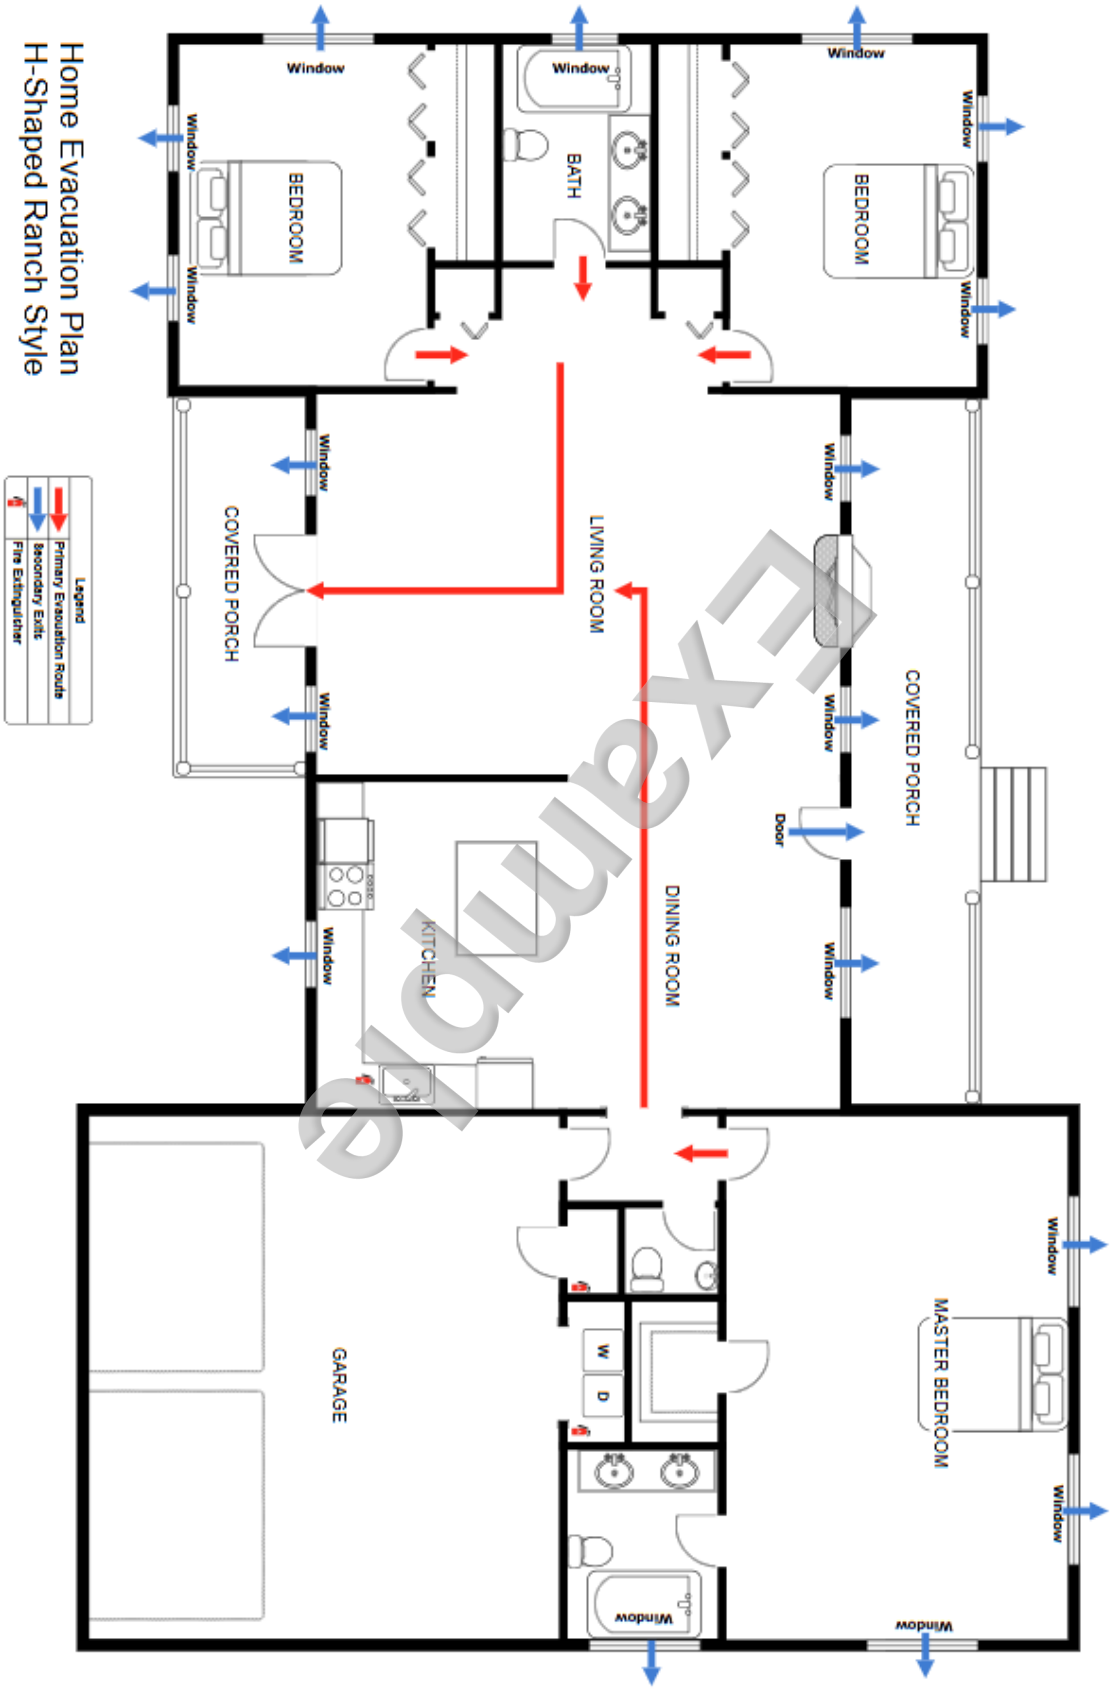 Home Evacuation Plan
H-Shaped Ranch Style
Legend
Primary Evacuation Route
Secondary Exits
Fire Extinguisher
Window
Window
Window
BATH
BEDROOM
BEDROOM
Window
Window
Window
Window
Window
Window
COVERED PORCH
LIVING ROOM
Window
Window
COVERED PORCH
Door
DINING ROOM
KITCHEN
Window
Window
Example
Window
MASTER BEDROOM
GARAGE
W
D
Window
Window
Window